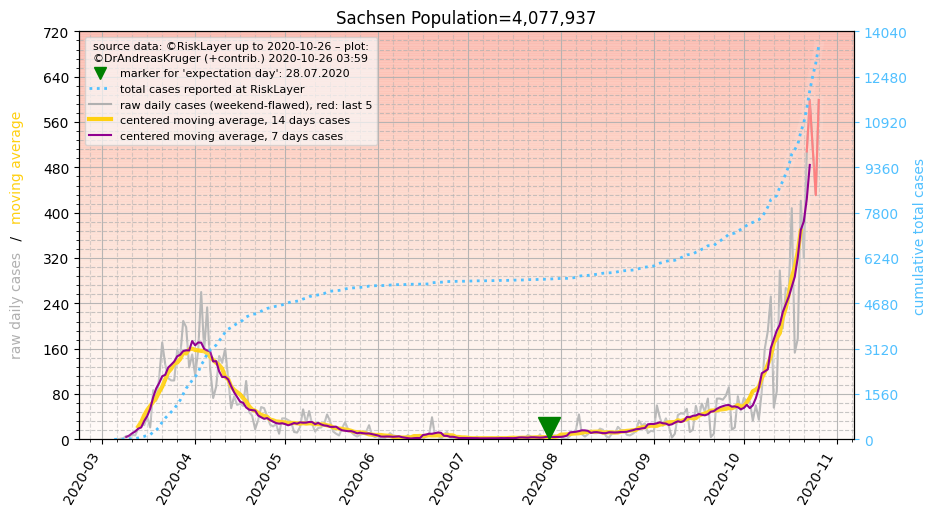 Sachsen Population=4,077,937
source data: ©RiskLayer up to 2020-10-26 – plot:
©DrAndreasKruger (+contrib.) 2020-10-26 03:59
marker for 'expectation day': 28.07.2020
total cases reported at RiskLayer
raw daily cases (weekend-flawed), red: last 5
centered moving average, 14 days cases
centered moving average, 7 days cases
raw daily cases / moving average
720
640
560
480
400
320
240
160
80
0
14040
12480
10920
9360
7800
6240
4680
3120
1560
0
cumulative total cases
2020-03
2020-04
2020-05
2020-06
2020-07
2020-08
2020-09
2020-10
2020-11